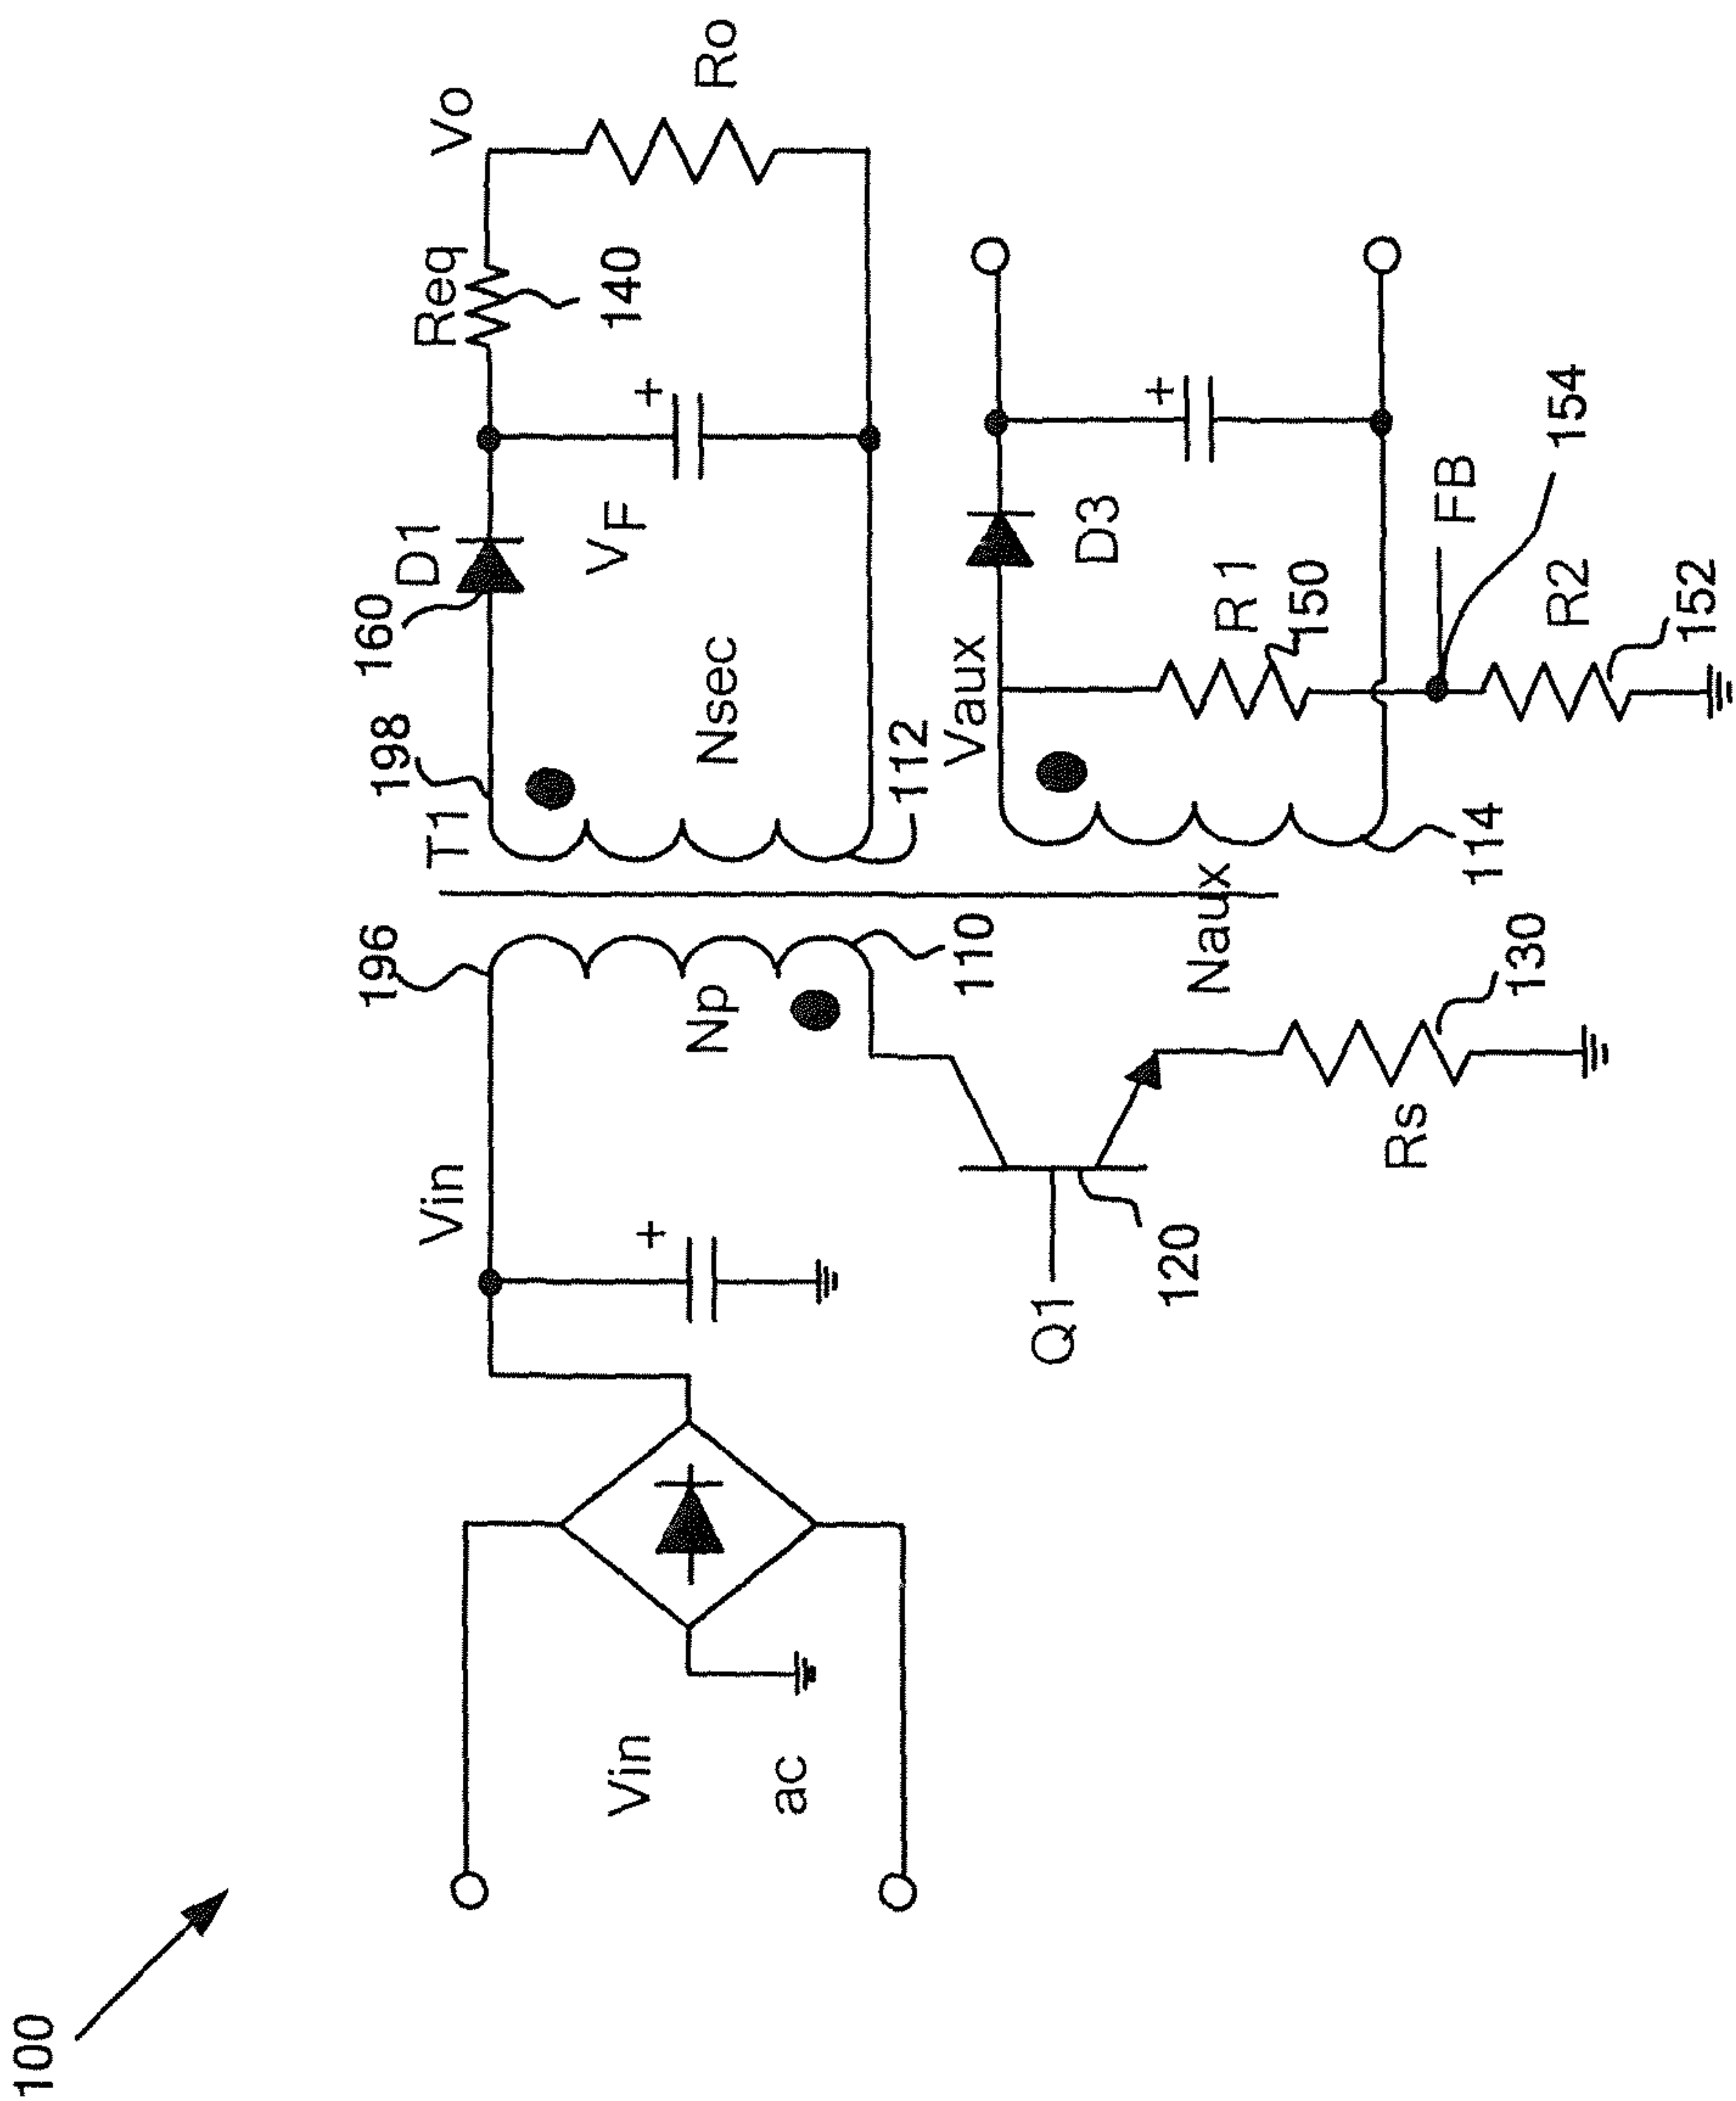 100
Vin
ac
Vin
Q1
120
Rs
130
Np
110
196
T1
198
112
Nsec
160
D1
VF
Req
140
Vo
Ro
Naux
114
Vaux
D3
R1
150
FB
154
R2
152